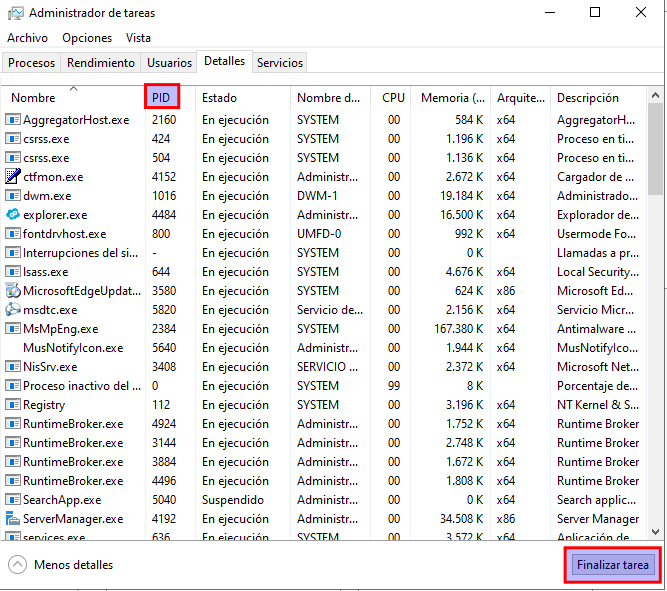 Administrador de tareas
Archivo Opciones Vista
Procesos Rendimiento Usuarios Detalles Servicios
Nombre PID Estado Nombre d... CPU Memoria (... Arquite... Descripción
AggregatorHost.exe 2160 En ejecución SYSTEM 00 584 K x64 AggregatorH...
csrss.exe 424 En ejecución SYSTEM 00 1.196 K x64 Proceso en ti...
csrss.exe 504 En ejecución SYSTEM 00 1.136 K x64 Proceso en ti...
ctfmon.exe 4152 En ejecución Administr... 00 2.672 K x64 Cargador de ...
dwm.exe 1016 En ejecución DWM-1 00 19.184 K x64 Administrado...
explorer.exe 4484 En ejecución Administr... 00 16.500 K x64 Explorador de...
fontdrvhost.exe 800 En ejecución UMFD-0 00 992 K x64 Usermode Fo...
Interrupciones del si... - En ejecución SYSTEM 00 0 K Llamadas a pr...
lsass.exe 644 En ejecución SYSTEM 00 4.676 K x64 Local Security...
MicrosoftEdgeUpdat... 3580 En ejecución SYSTEM 00 624 K x86 Microsoft Ed...
msdtc.exe 5820 En ejecución Servicio de... 00 2.156 K x64 Servicio Micr...
MsMpEng.exe 2384 En ejecución SYSTEM 00 167.380 K x64 Antimalware ...
MusNotifyIcon.exe 5640 En ejecución Administr... 00 1.944 K x64 MusNotifyIco...
NisSrv.exe 3408 En ejecución SERVICIO ... 00 2.372 K x64 Microsoft Net...
Proceso inactivo del ... 0 En ejecución SYSTEM 99 8 K Porcentaje de...
Registry 112 En ejecución SYSTEM 00 3.196 K x64 NT Kernel & S...
RuntimeBroker.exe 4924 En ejecución Administr... 00 1.752 K x64 Runtime Broker
RuntimeBroker.exe 3144 En ejecución Administr... 00 2.748 K x64 Runtime Broker
RuntimeBroker.exe 3884 En ejecución Administr... 00 1.672 K x64 Runtime Broker
RuntimeBroker.exe 4496 En ejecución Administr... 00 1.808 K x64 Runtime Broker
SearchApp.exe 5040 Suspendido Administr... 00 0 K x64 Search applic...
ServerManager.exe 4192 En ejecución Administr... 00 34.508 K x86 Server Manager
services.exe 636 En ejecución SYSTEM 00 3.572 K x64 Aplicación de...
Menos detalles Finalizar tarea